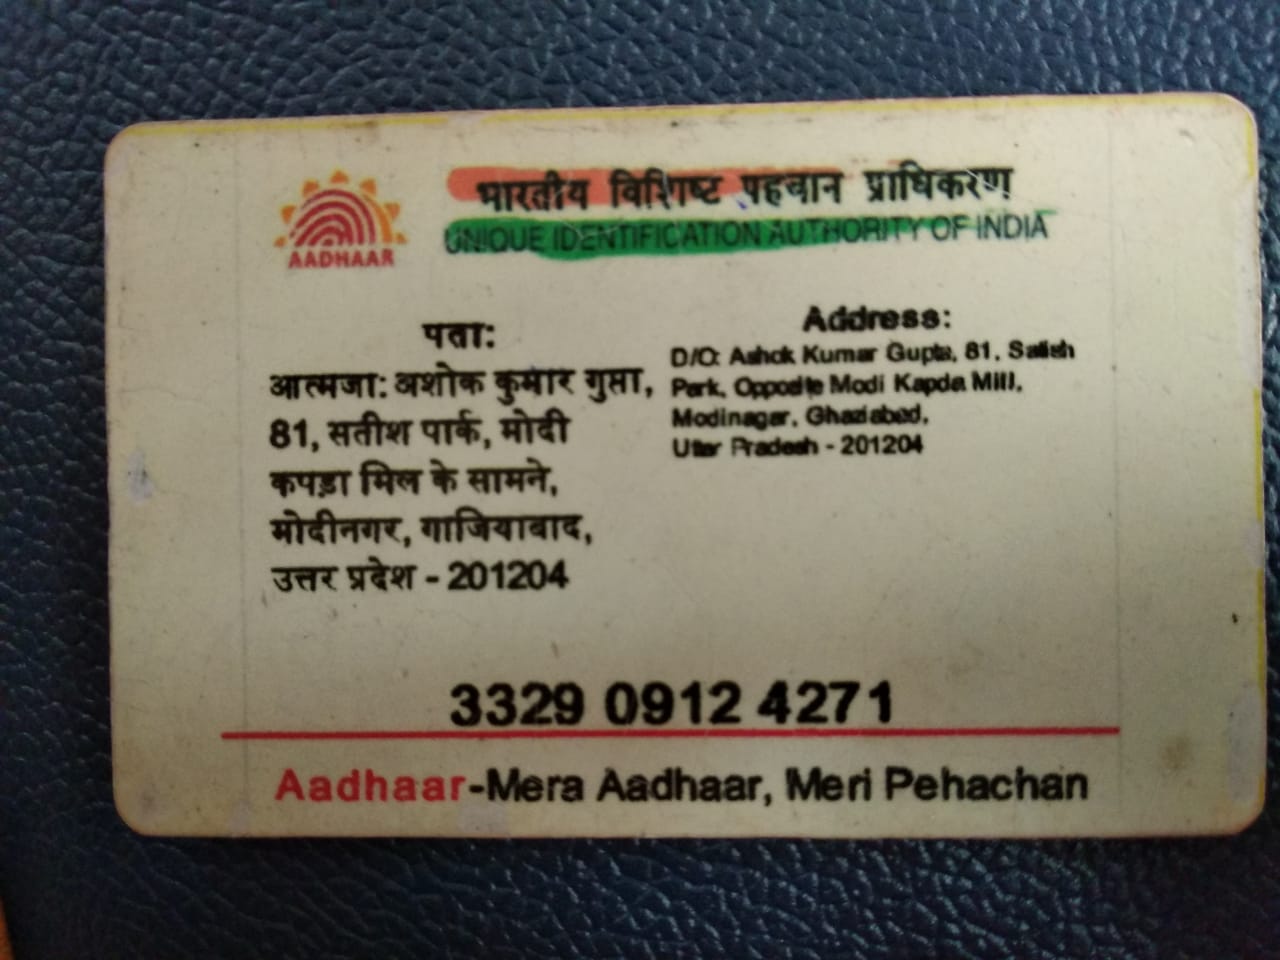 भारतीय विशिष्ट पहचान प्राधिकरण
UNIQUE IDENTIFICATION AUTHORITY OF INDIA
AADHAAR
पता:
आत्मजा: अशोक कुमार गुप्ता,
81, सतीश पार्क, मोदी
कपड़ा मिल के सामने,
मोदीनगर, गाजियाबाद,
उत्तर प्रदेश - 201204
Address:
D/O: Ashok Kumar Gupta, 81, Satish
Park, Opposite Modi Kapda Mill,
Modinagar, Ghaziabad,
Uttar Pradesh - 201204
3329 0912 4271
Aadhaar-Mera Aadhaar, Meri Pehachan